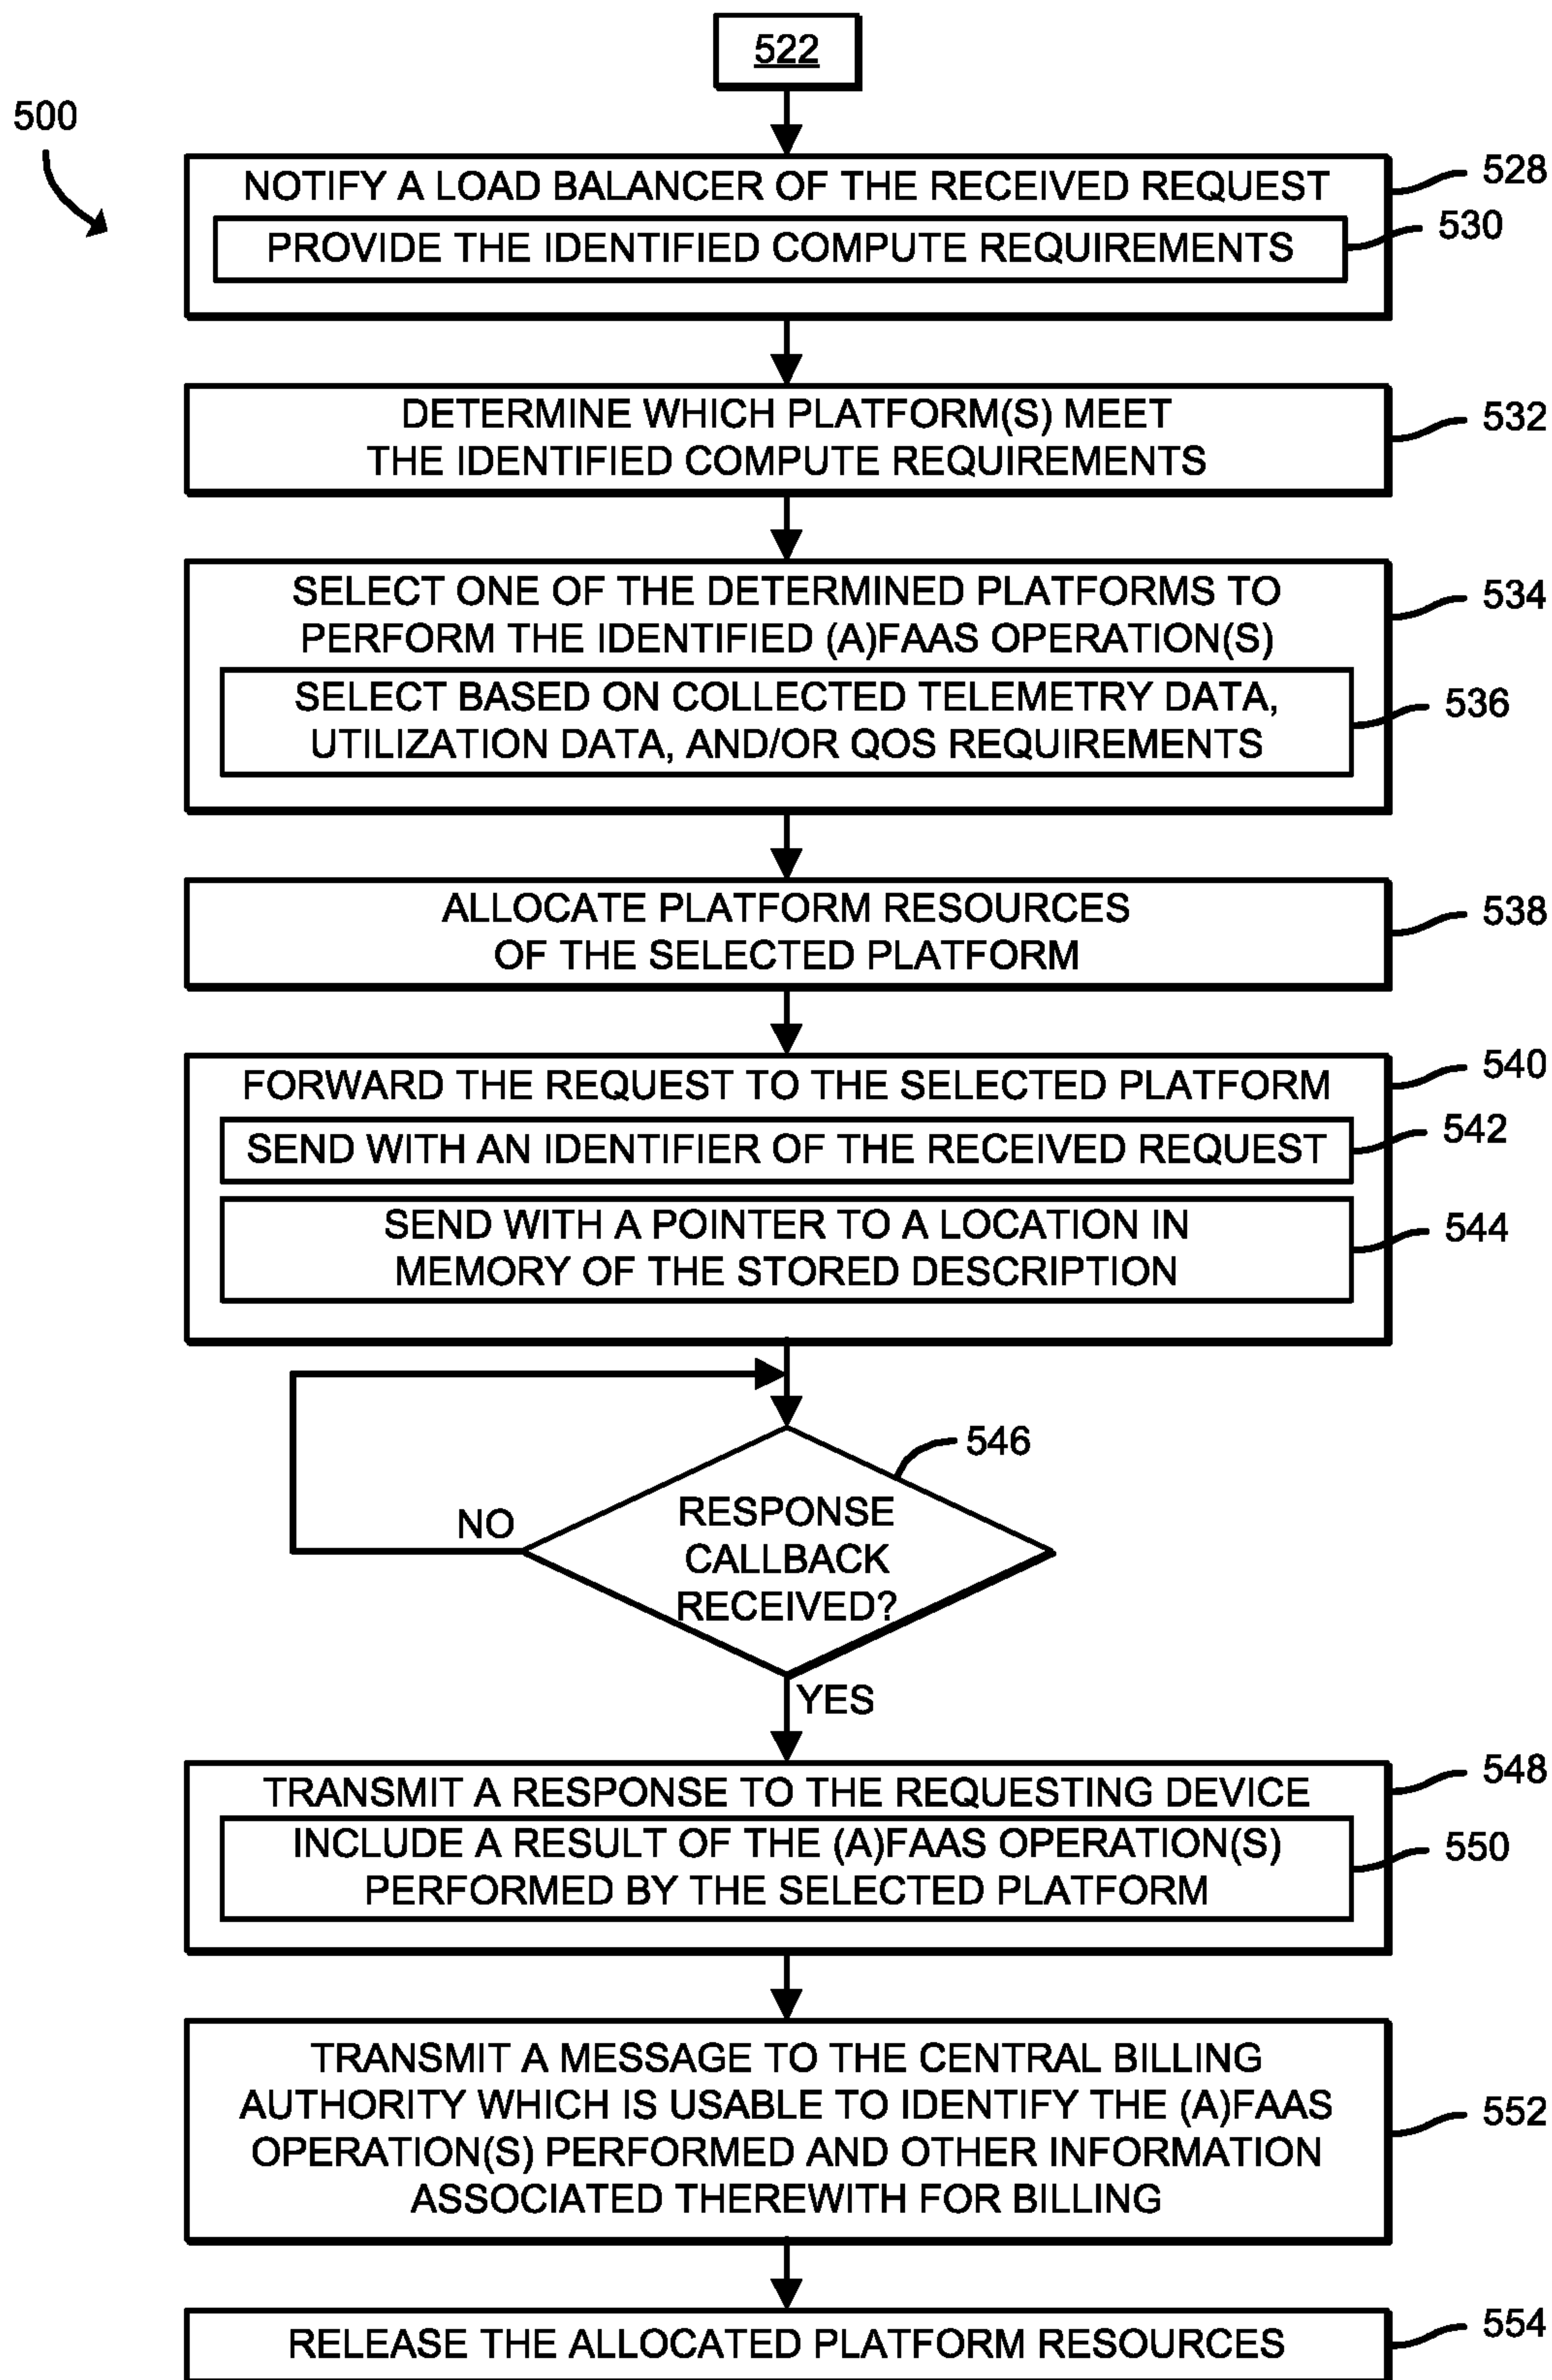 522
500
NOTIFY A LOAD BALANCER OF THE RECEIVED REQUEST
528
PROVIDE THE IDENTIFIED COMPUTE REQUIREMENTS
530
DETERMINE WHICH PLATFORM(S) MEET
THE IDENTIFIED COMPUTE REQUIREMENTS
532
SELECT ONE OF THE DETERMINED PLATFORMS TO
PERFORM THE IDENTIFIED (A)FAAS OPERATION(S)
534
SELECT BASED ON COLLECTED TELEMETRY DATA,
UTILIZATION DATA, AND/OR QOS REQUIREMENTS
536
ALLOCATE PLATFORM RESOURCES
OF THE SELECTED PLATFORM
538
FORWARD THE REQUEST TO THE SELECTED PLATFORM
540
SEND WITH AN IDENTIFIER OF THE RECEIVED REQUEST
542
SEND WITH A POINTER TO A LOCATION IN
MEMORY OF THE STORED DESCRIPTION
544
546
RESPONSE
CALLBACK
RECEIVED?
NO
YES
TRANSMIT A RESPONSE TO THE REQUESTING DEVICE
548
INCLUDE A RESULT OF THE (A)FAAS OPERATION(S)
PERFORMED BY THE SELECTED PLATFORM
550
TRANSMIT A MESSAGE TO THE CENTRAL BILLING
AUTHORITY WHICH IS USABLE TO IDENTIFY THE (A)FAAS
OPERATION(S) PERFORMED AND OTHER INFORMATION
ASSOCIATED THEREWITH FOR BILLING
552
RELEASE THE ALLOCATED PLATFORM RESOURCES
554